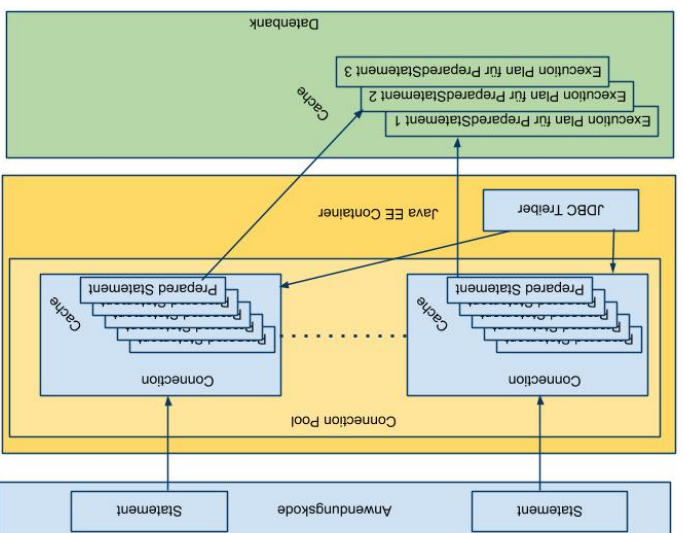 Statement
Anwendungskode
Statement
Connection Pool
Connection
Cache
Prepared Statement
Connection
Cache
Prepared Statement
JDBC Treiber
Java EE Container
Execution Plan für PreparedStatement 1
Execution Plan für PreparedStatement 2
Execution Plan für PreparedStatement 3
Cache
Datenbank